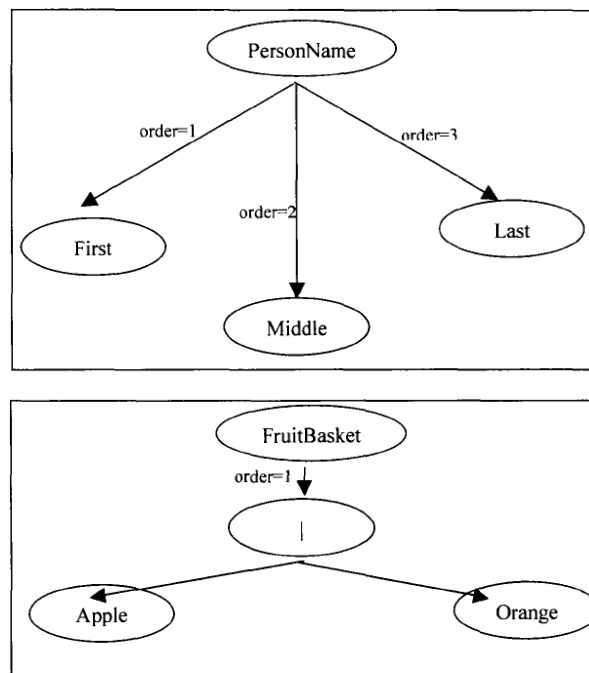 PersonName
order=1
order=3
order=2
First
Last
Middle
FruitBasket
order=1
|
Apple
Orange